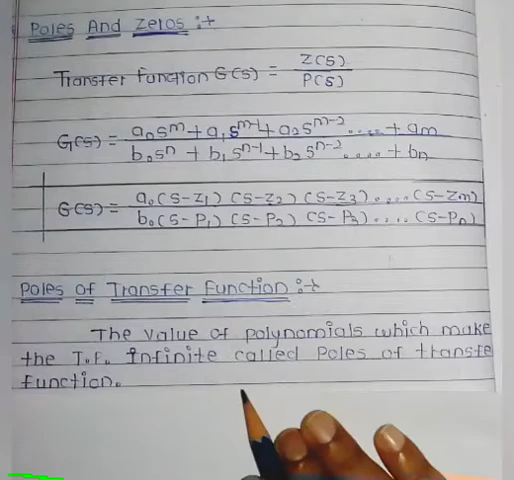 Poles And Zeros :+
Transfer function G(s) = Z(s) / P(s)
G(s) = a₀s^m + a₁s^m-1 + a₂s^m-2 ..... + am / b₀s^n + b₁s^n-1 + b₂s^n-2 ..... + bn
G(s) = a₀(s-z₁) (s-z₂) (s-z₃) .... (s-zm) / b₀(s-P₁) (s-P₂) (s-P₃) .... (s-Pn)
Poles of Transfer function :+
The value of polynomials which make
the T.F. infinite called Poles of transfe
function.